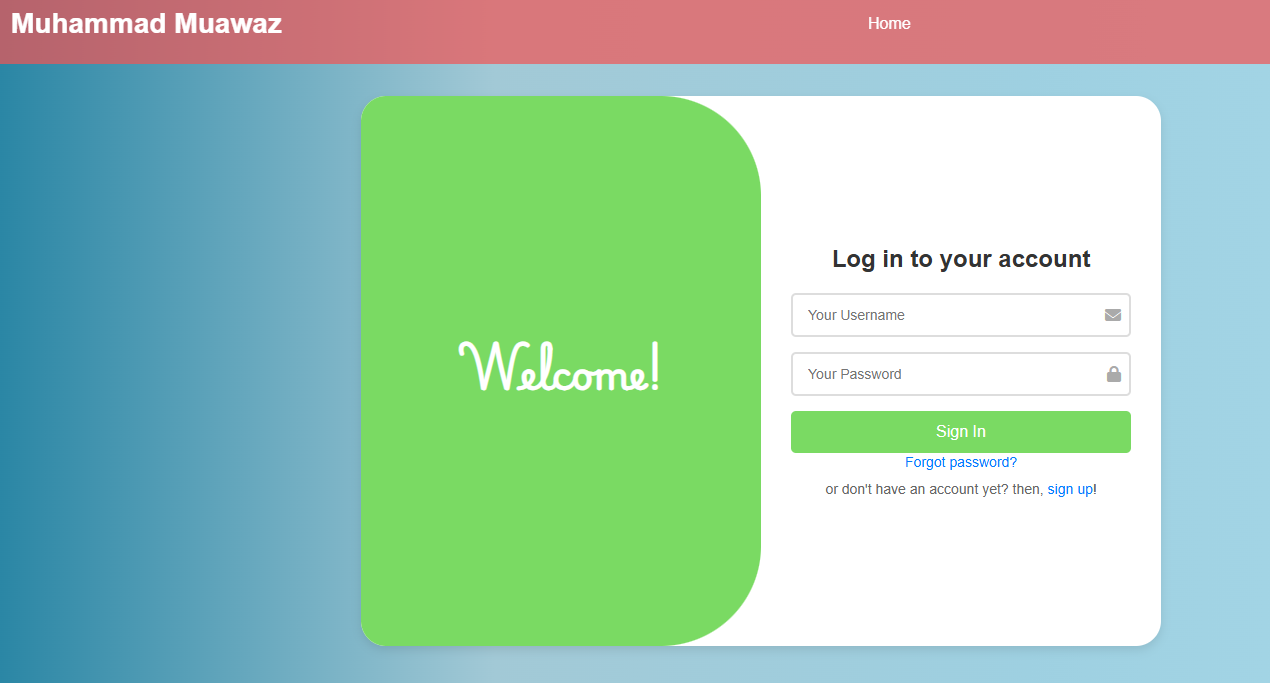 Muhammad Muawaz
Home
Welcome!
Log in to your account
Your Username
Your Password
Sign In
Forgot password?
or don't have an account yet? then, sign up!